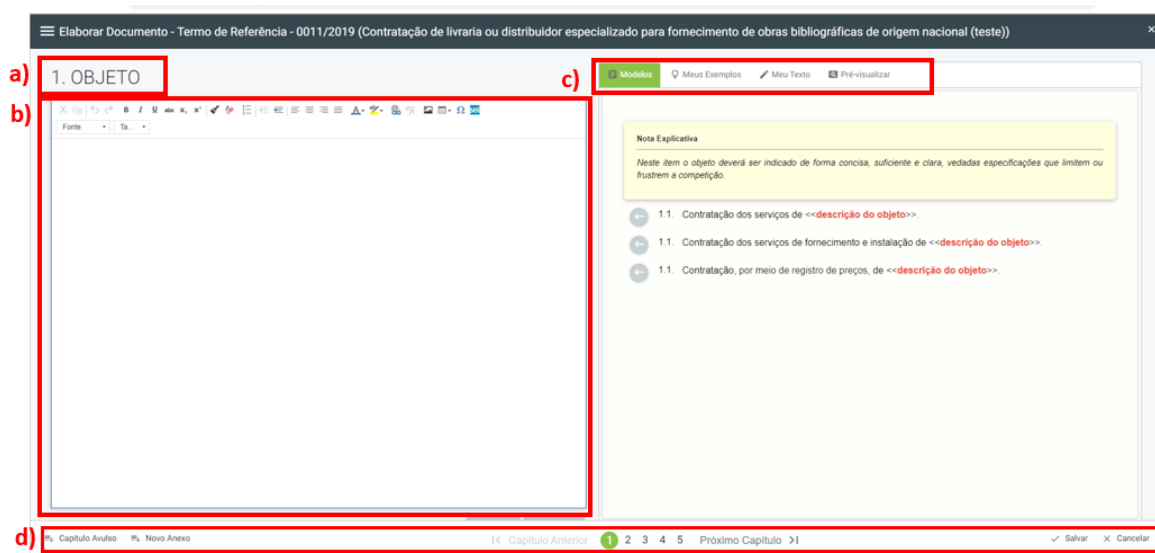 Elaborar Documento - Termo de Referência - 0011/2019 (Contratação de livraria ou distribuidor especializado para fornecimento de obras bibliográficas de origem nacional (teste))
a)
1. OBJETO
c)
Modelos Meus Exemplos Meu Texto Pré-visualizar
b)
B I U abc x, x'
A
Ω
Fonte Ta...
Nota Explicativa
Neste item o objeto deverá ser indicado de forma concisa, suficiente e clara, vedadas especificações que limitem ou
frustrem a competição.
1.1. Contratação dos serviços de <<descrição do objeto>>.
1.1. Contratação dos serviços de fornecimento e instalação de <<descrição do objeto>>.
1.1. Contratação, por meio de registro de preços, de <<descrição do objeto>>.
d)
Capítulo Avulso Novo Anexo Capítulo Anterior 1 2 3 4 5 Próximo Capítulo Salvar Cancelar